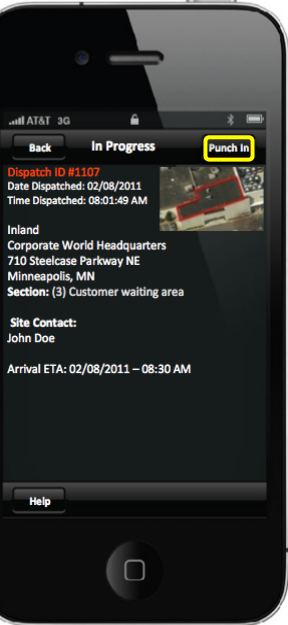 AT&T 3G
Back In Progress Punch In
Dispatch ID #1107
Date Dispatched: 02/08/2011
Time Dispatched: 08:01:49 AM
Inland
Corporate World Headquarters
710 Steelcase Parkway NE
Minneapolis, MN
Section: (3) Customer waiting area
Site Contact:
John Doe
Arrival ETA: 02/08/2011 – 08:30 AM
Help